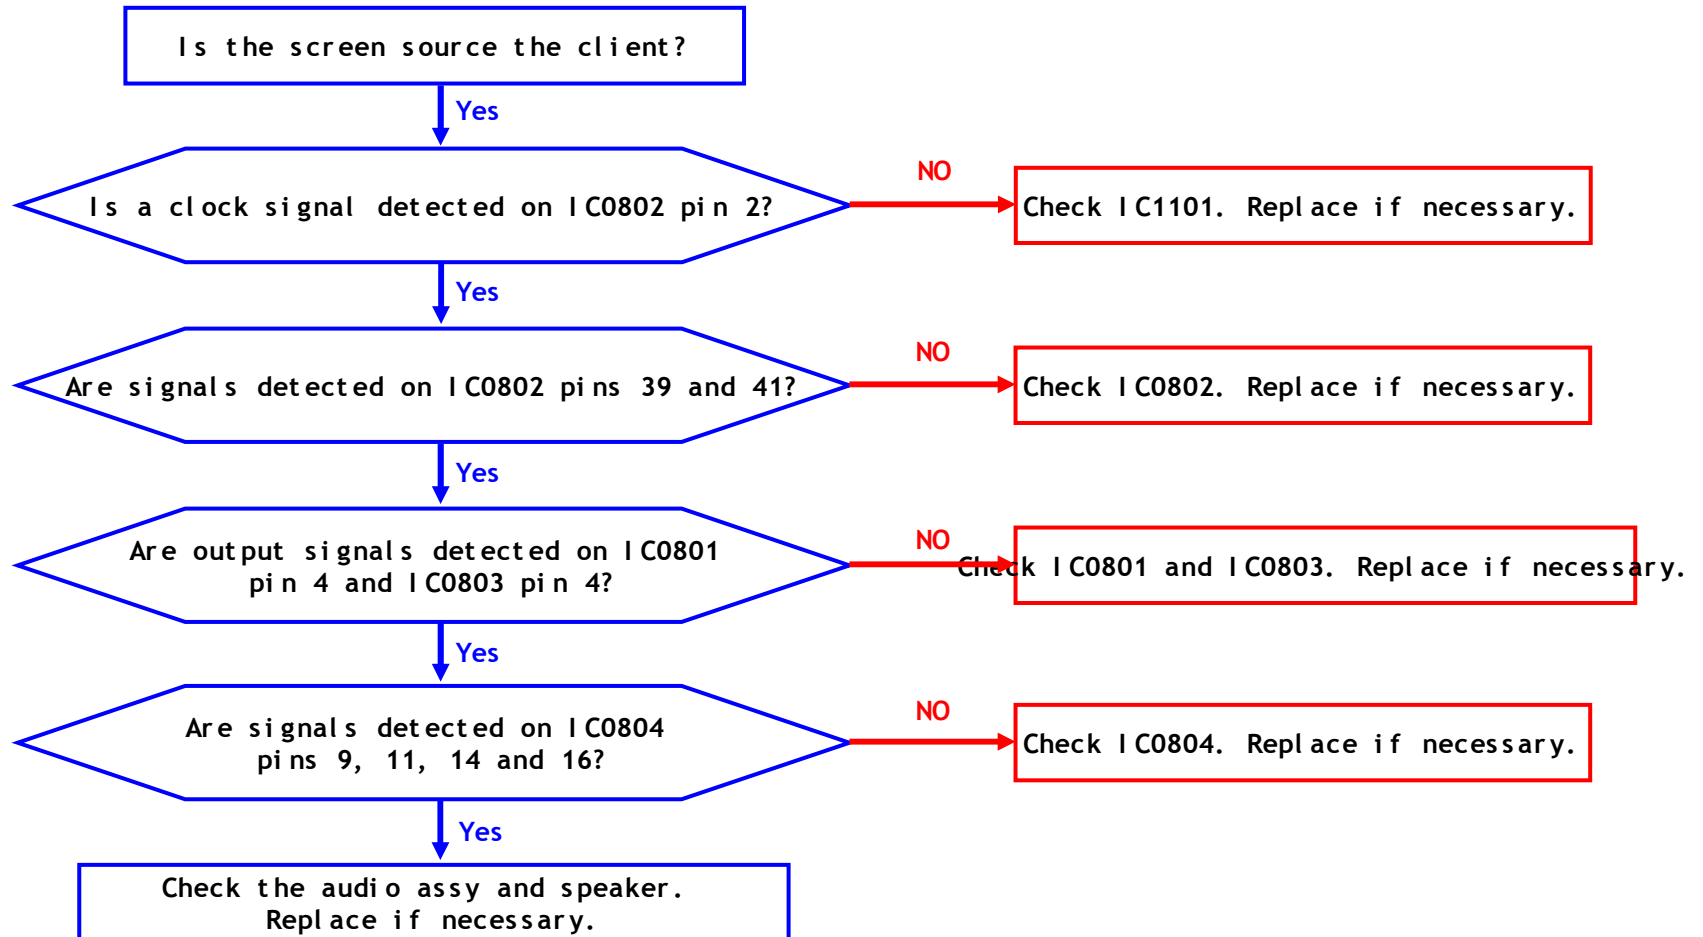 Is the screen source the client?
Yes
Is a clock signal detected on IC0802 pin 2?
NO
Check IC1101. Replace if necessary.
Yes
Are signals detected on IC0802 pins 39 and 41?
NO
Check IC0802. Replace if necessary.
Yes
Are output signals detected on IC0801
pin 4 and IC0803 pin 4?
NO
Check IC0801 and IC0803. Replace if necessary.
Yes
Are signals detected on IC0804
pins 9, 11, 14 and 16?
NO
Check IC0804. Replace if necessary.
Yes
Check the audio assy and speaker.
Replace if necessary.